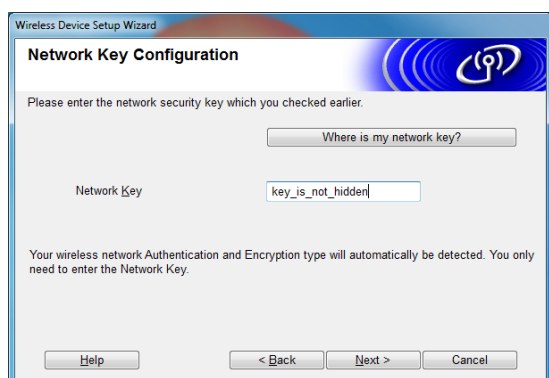 Wireless Device Setup Wizard
Network Key Configuration
Please enter the network security key which you checked earlier.
Where is my network key?
Network Key
key_is_not_hidden
Your wireless network Authentication and Encryption type will automatically be detected. You only
need to enter the Network Key.
Help
< Back
Next >
Cancel